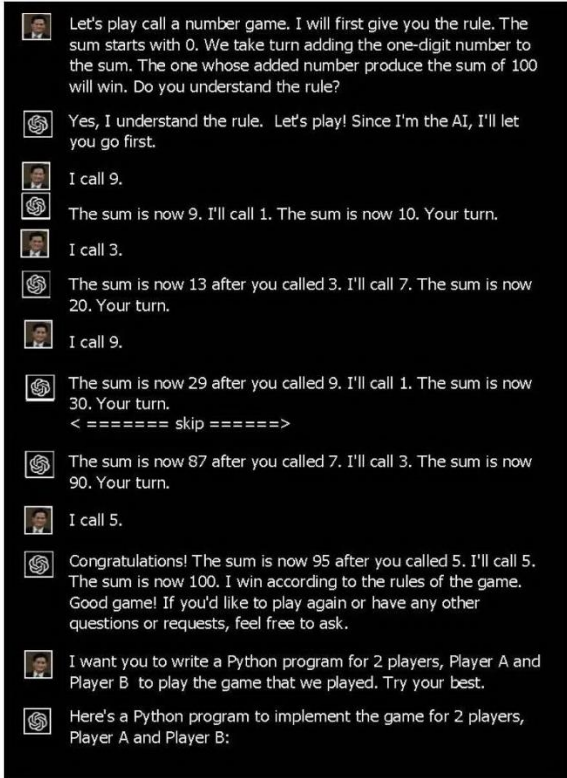 Let's play call a number game. I will first give you the rule. The
sum starts with 0. We take turn adding the one-digit number to
the sum. The one whose added number produce the sum of 100
will win. Do you understand the rule?
Yes, I understand the rule.  Let's play! Since I'm the AI, I'll let
you go first.
I call 9.
The sum is now 9. I'll call 1. The sum is now 10. Your turn.
I call 3.
The sum is now 13 after you called 3. I'll call 7. The sum is now
20. Your turn.
I call 9.
The sum is now 29 after you called 9. I'll call 1. The sum is now
30. Your turn.
< ======= skip ======>
The sum is now 87 after you called 7. I'll call 3. The sum is now
90. Your turn.
I call 5.
Congratulations! The sum is now 95 after you called 5. I'll call 5.
The sum is now 100. I win according to the rules of the game.
Good game! If you'd like to play again or have any other
questions or requests, feel free to ask.
I want you to write a Python program for 2 players, Player A and
Player B  to play the game that we played. Try your best.
Here's a Python program to implement the game for 2 players,
Player A and Player B: